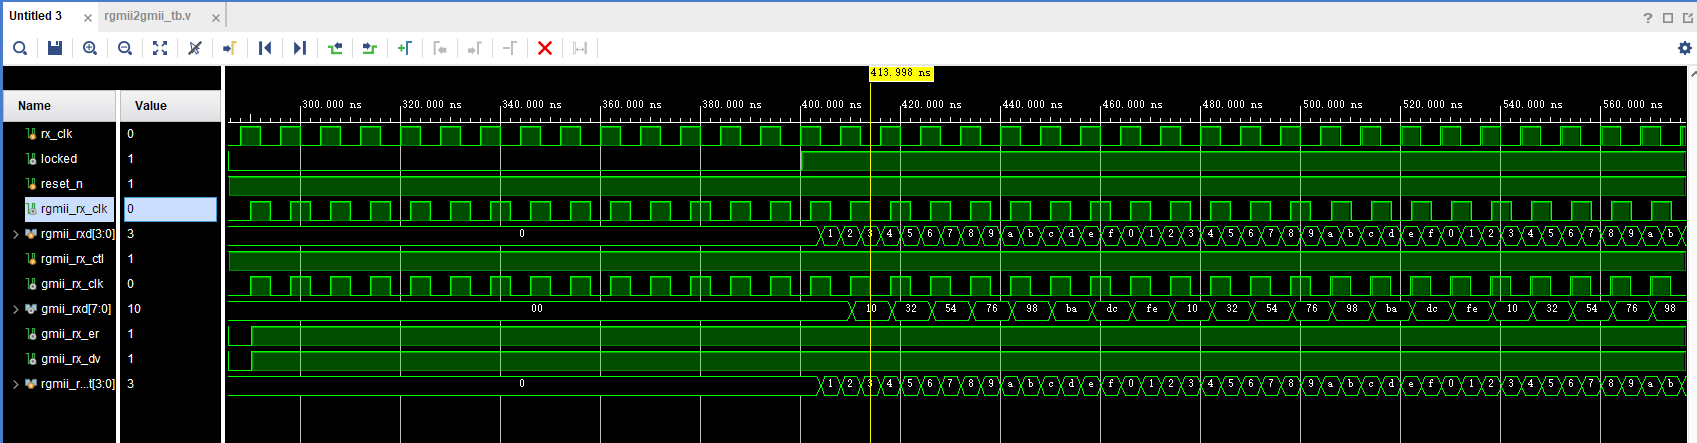 Untitled 3 × rgmii2gmii_tb.v ×
413.998 ns
Name Value
300.000 ns 320.000 ns 340.000 ns 360.000 ns 380.000 ns 400.000 ns 420.000 ns 440.000 ns 460.000 ns 480.000 ns 500.000 ns 520.000 ns 540.000 ns 560.000 ns
rx_clk 0
locked 1
reset_n 1
rgmii_rx_clk 0
rgmii_rxd[3:0] 3 0 1 2 3 4 5 6 7 8 9 a b c d e f 0 1 2 3 4 5 6 7 8 9 a b c d e f 0 1 2 3 4 5 6 7 8 9 a b
rgmii_rx_ctl 1
gmii_rx_clk 0
gmii_rxd[7:0] 10 00 10 32 54 76 98 ba dc fe 10 32 54 76 98 ba dc fe 10 32 54 76 98
gmii_rx_er 1
gmii_rx_dv 1
rgmii_r...t[3:0] 3 0 1 2 3 4 5 6 7 8 9 a b c d e f 0 1 2 3 4 5 6 7 8 9 a b c d e f 0 1 2 3 4 5 6 7 8 9 a b